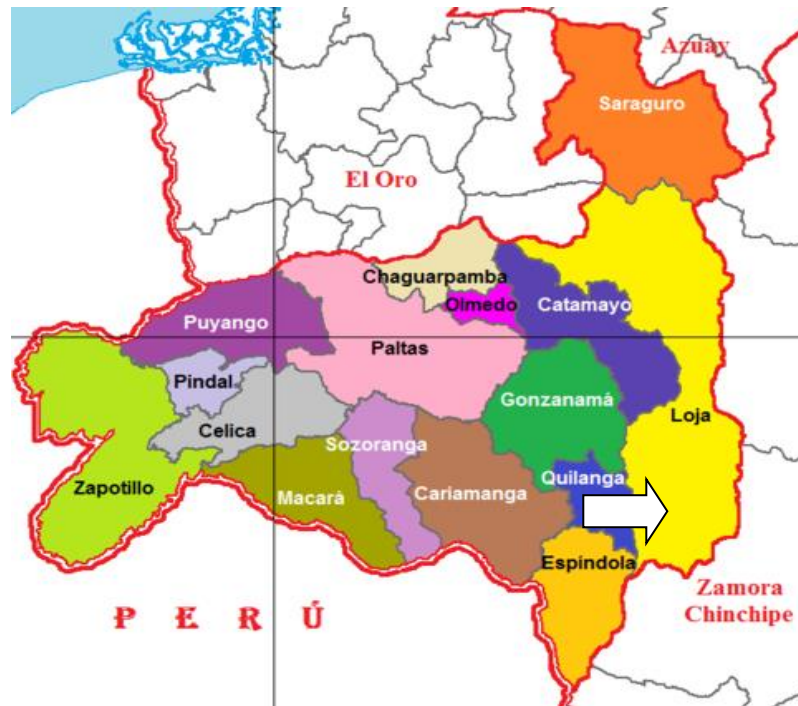 Azuay
Saraguro
El Oro
Chaguarpamba
Olmedo
Catamayo
Puyango
Paltas
Pindal
Gonzanamá
Loja
Celica
Sozoranga
Quilanga
Zapotillo
Macará
Cariamanga
Espíndola
Zamora
Chinchipe
P E R Ú